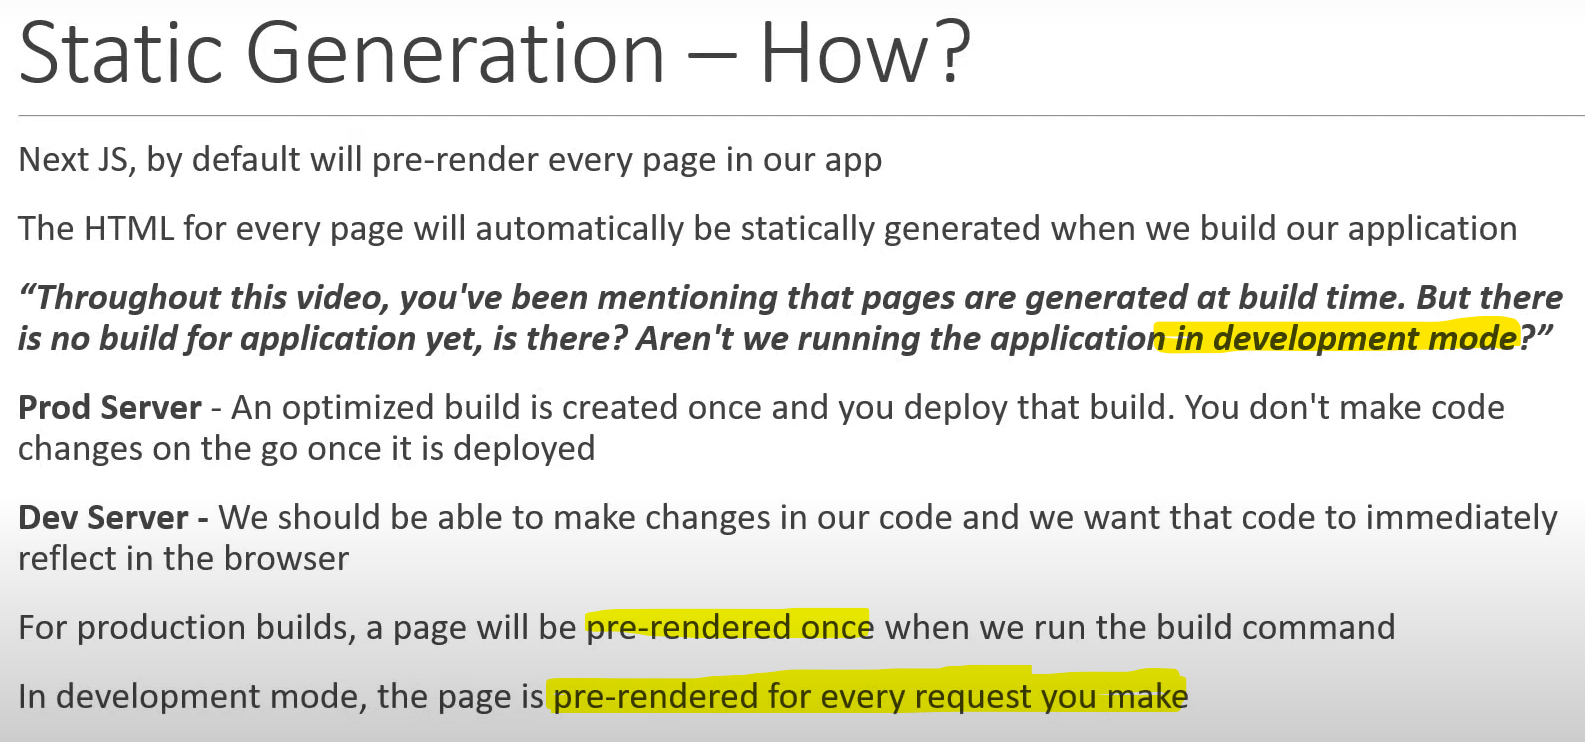 Static Generation – How?
Next JS, by default will pre-render every page in our app
The HTML for every page will automatically be statically generated when we build our application
“Throughout this video, you've been mentioning that pages are generated at build time. But there
is no build for application yet, is there? Aren't we running the application in development mode?”
Prod Server - An optimized build is created once and you deploy that build. You don't make code
changes on the go once it is deployed
Dev Server - We should be able to make changes in our code and we want that code to immediately
reflect in the browser
For production builds, a page will be pre-rendered once when we run the build command
In development mode, the page is pre-rendered for every request you make